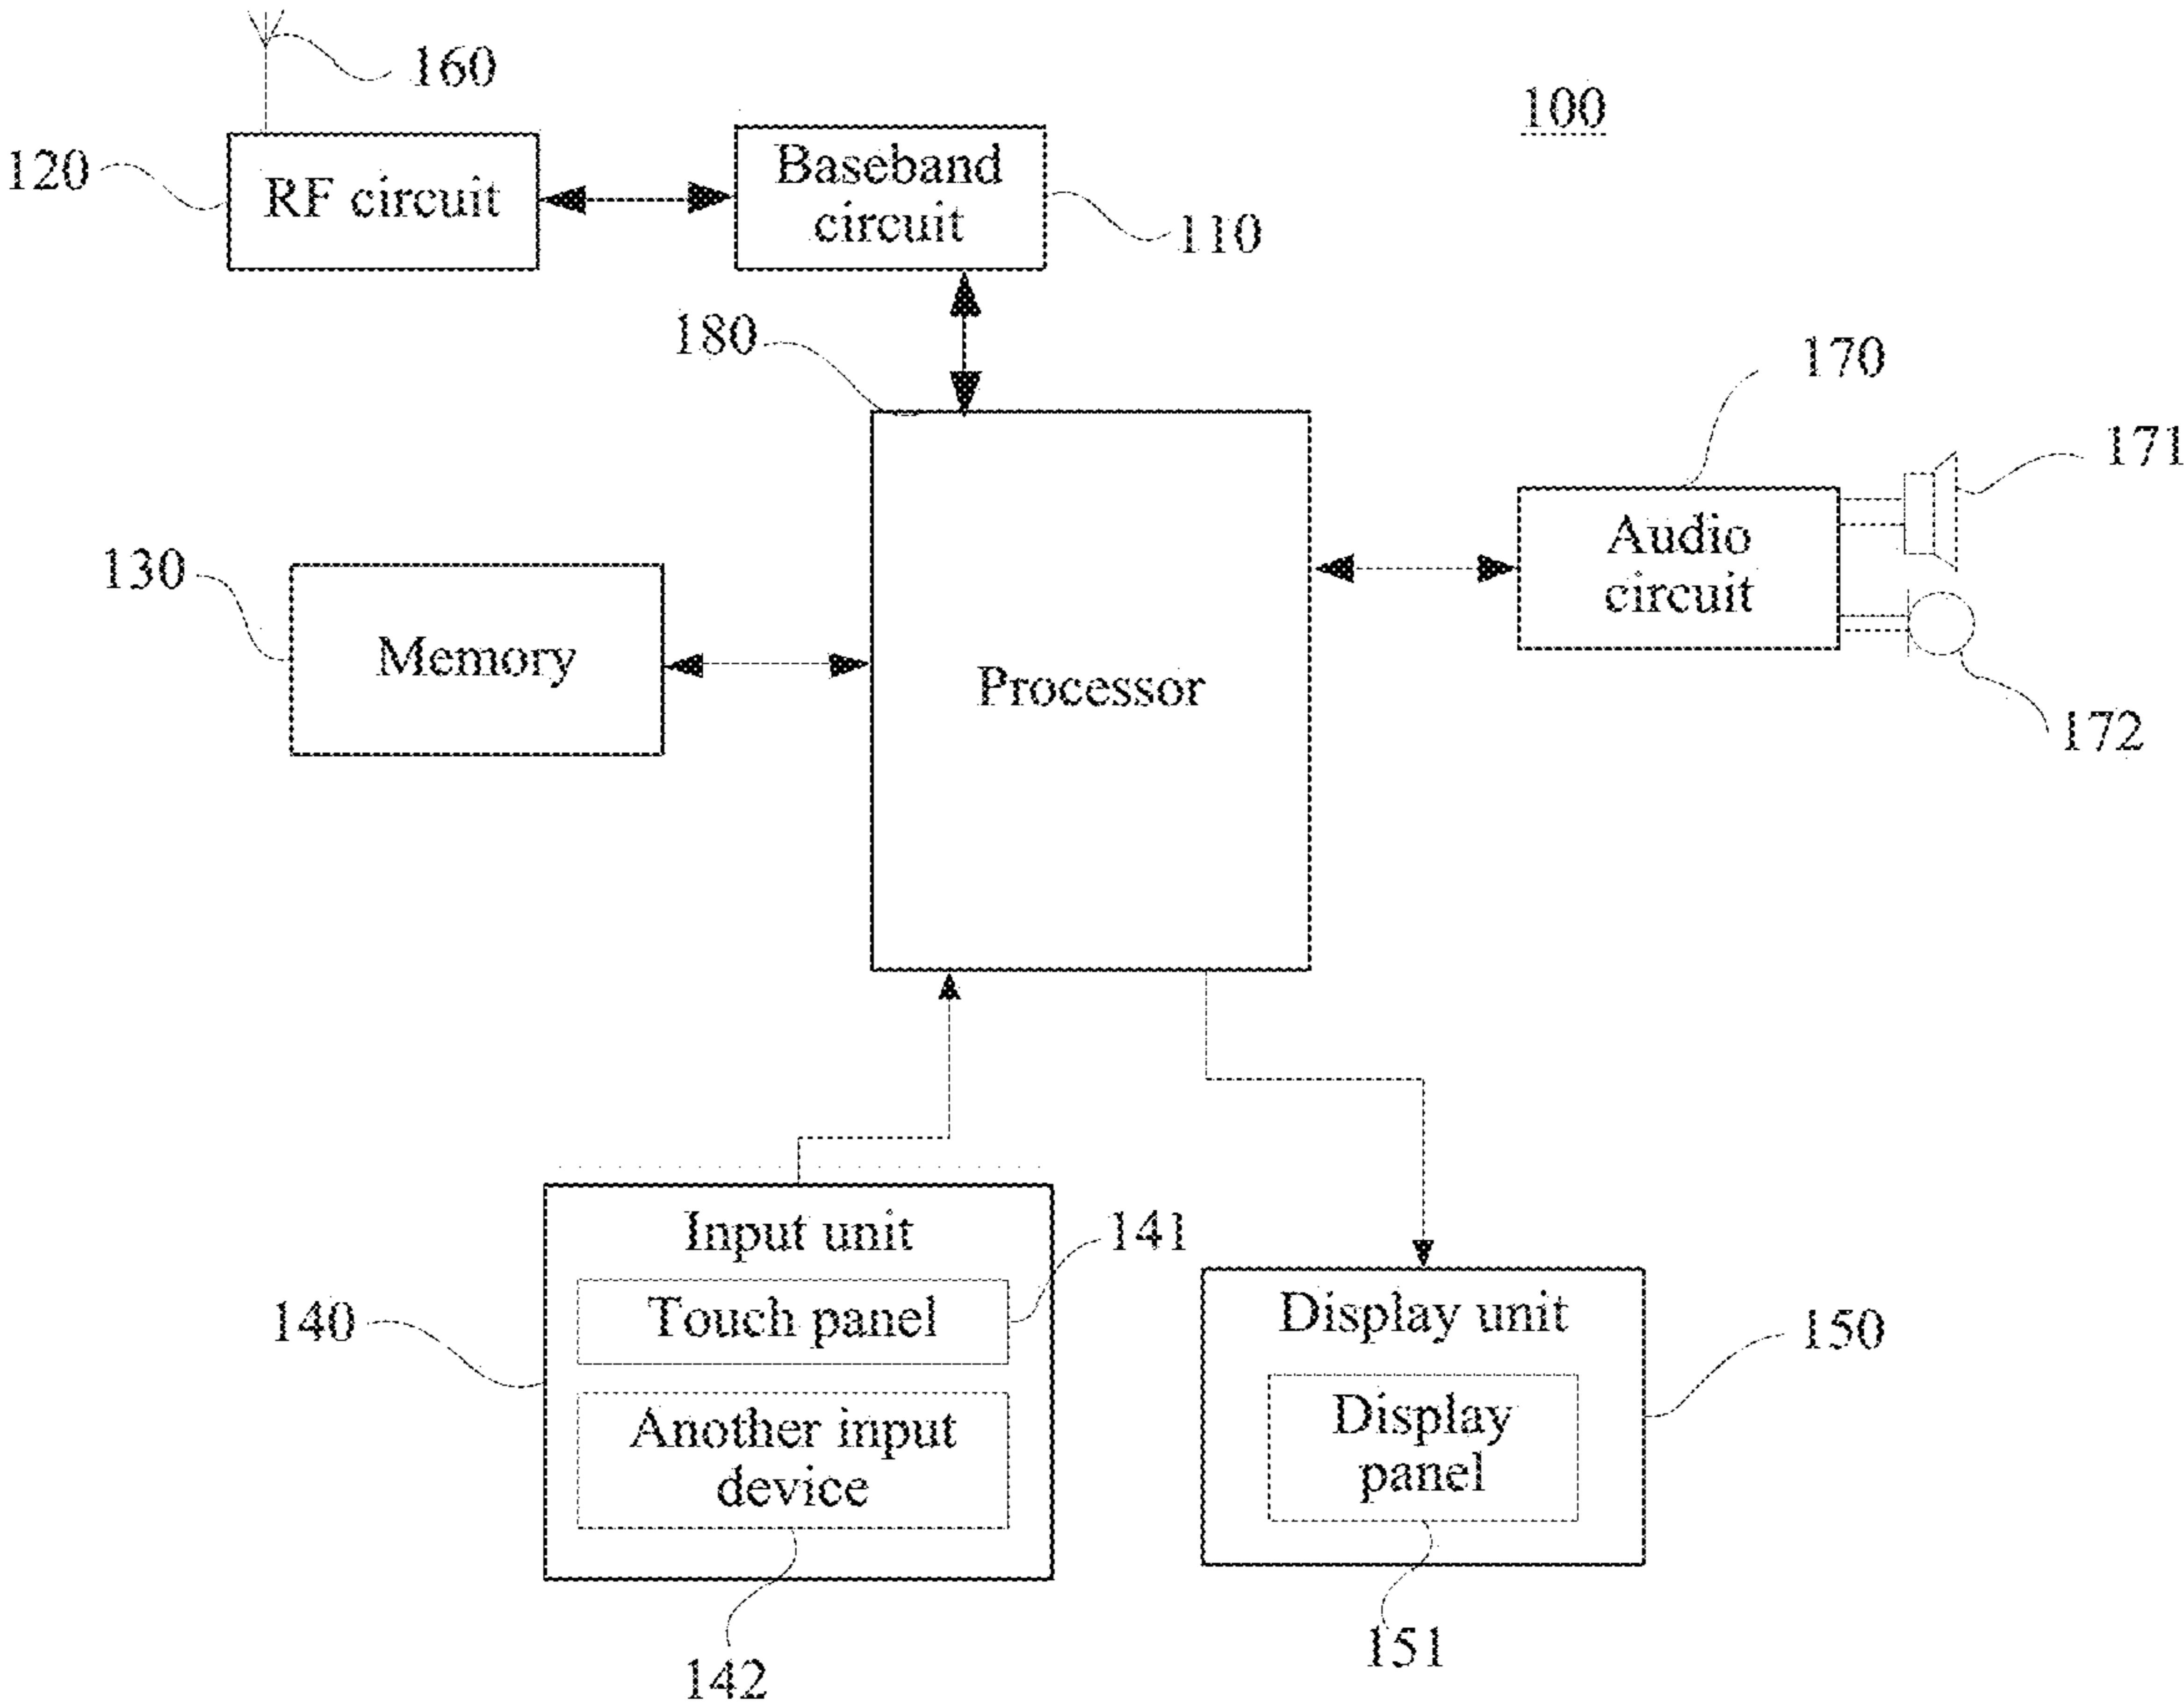 160
100
120
RF circuit
Baseband
circuit
110
180
170
171
Audio
circuit
130
Memory
Processor
172
Input unit
141
Touch panel
140
Another input
device
142
Display unit
150
Display
panel
151